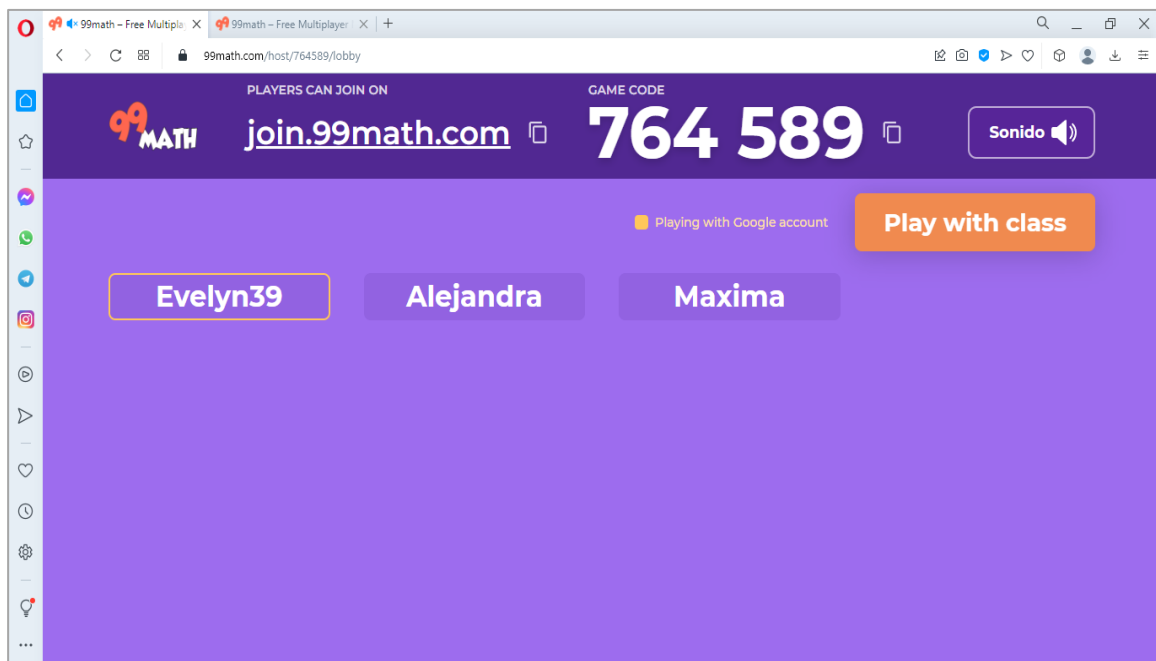 99math – Free Multipla
99math – Free Multiplayer
99math.com/host/764589/lobby
99 MATH
PLAYERS CAN JOIN ON
join.99math.com
GAME CODE
764 589
Sonido
Playing with Google account
Play with class
Evelyn39
Alejandra
Maxima